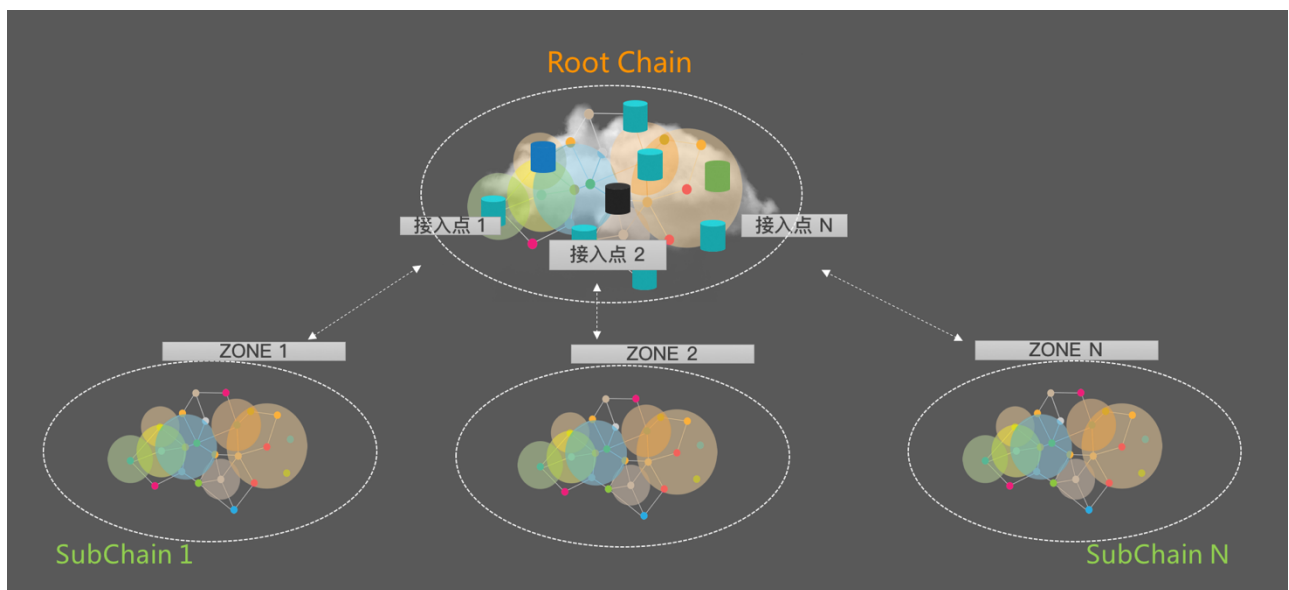 Root Chain
接入点 1
接入点 2
接入点 N
ZONE 1
ZONE 2
ZONE N
SubChain 1
SubChain N